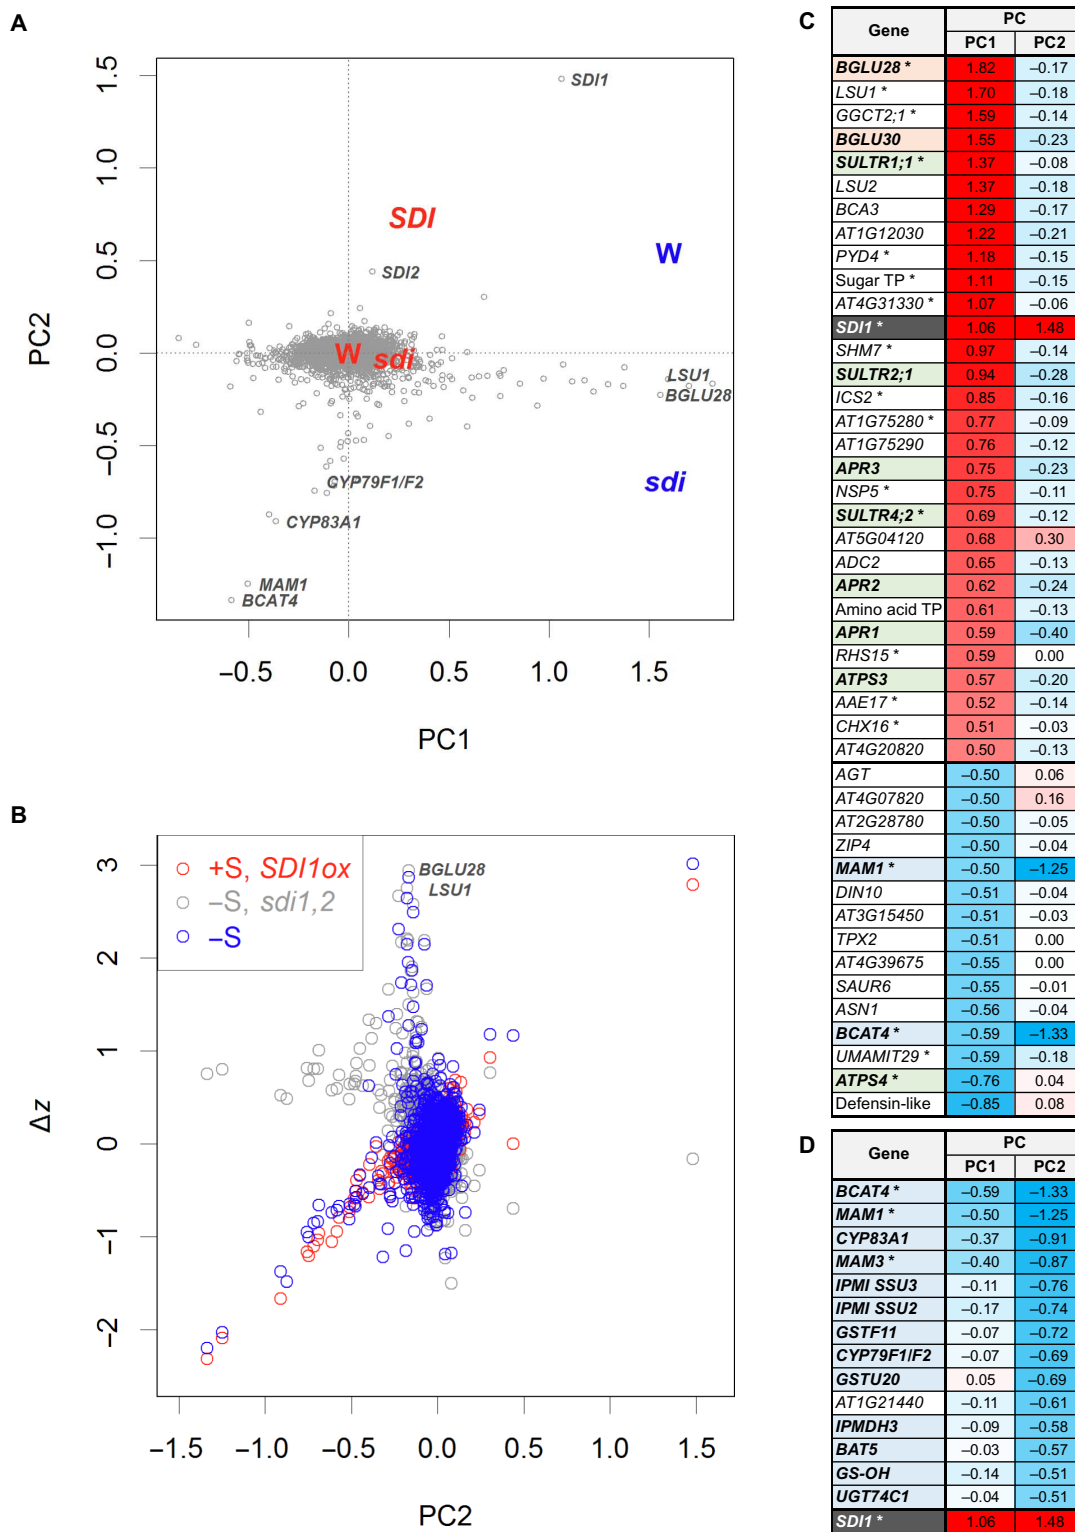 A
1.5
1.0
0.5
0.0
−0.5
−1.0
PC2
SDI1
SDI
W
SDI2
W
sdi
LSU1
BGLU28
CYP79F1/F2
sdi
CYP83A1
MAM1
BCAT4
−0.5 0.0 0.5 1.0 1.5
PC1
B
3
2
1
0
−1
−2
Δz
+S, SDI1ox
−S, sdi1,2
−S
BGLU28
LSU1
−1.5 −1.0 −0.5 0.0 0.5 1.0 1.5
PC2
C
Gene PC
PC1 PC2
BGLU28 * 1.82 −0.17
LSU1 * 1.70 −0.18
GGCT2;1 * 1.59 −0.14
BGLU30 1.55 −0.23
SULTR1;1 * 1.37 −0.08
LSU2 1.37 −0.18
BCA3 1.29 −0.17
AT1G12030 1.22 −0.21
PYD4 * 1.18 −0.15
Sugar TP * 1.11 −0.15
AT4G31330 * 1.07 −0.06
SDI1 * 1.06 1.48
SHM7 * 0.97 −0.14
SULTR2;1 0.94 −0.28
ICS2 * 0.85 −0.16
AT1G75280 * 0.77 −0.09
AT1G75290 0.76 −0.12
APR3 0.75 −0.23
NSP5 * 0.75 −0.11
SULTR4;2 * 0.69 −0.12
AT5G04120 0.68 0.30
ADC2 0.65 −0.13
APR2 0.62 −0.24
Amino acid TP 0.61 −0.13
APR1 0.59 −0.40
RHS15 * 0.59 0.00
ATPS3 0.57 −0.20
AAE17 * 0.52 −0.14
CHX16 * 0.51 −0.03
AT4G20820 0.50 −0.13
AGT −0.50 0.06
AT4G07820 −0.50 0.16
AT2G28780 −0.50 −0.05
ZIP4 −0.50 −0.04
MAM1 * −0.50 −1.25
DIN10 −0.51 −0.04
AT3G15450 −0.51 −0.03
TPX2 −0.51 0.00
AT4G39675 −0.55 0.00
SAUR6 −0.55 −0.01
ASN1 −0.56 −0.04
BCAT4 * −0.59 −1.33
UMAMIT29 * −0.59 −0.18
ATPS4 * −0.76 0.04
Defensin-like −0.85 0.08
D
Gene PC
PC1 PC2
BCAT4 * −0.59 −1.33
MAM1 * −0.50 −1.25
CYP83A1 −0.37 −0.91
MAM3 * −0.40 −0.87
IPMI SSU3 −0.11 −0.76
IPMI SSU2 −0.17 −0.74
GSTF11 −0.07 −0.72
CYP79F1/F2 −0.07 −0.69
GSTU20 0.05 −0.69
AT1G21440 −0.11 −0.61
IPMDH3 −0.09 −0.58
BAT5 −0.03 −0.57
GS-OH −0.14 −0.51
UGT74C1 −0.04 −0.51
SDI1 * 1.06 1.48